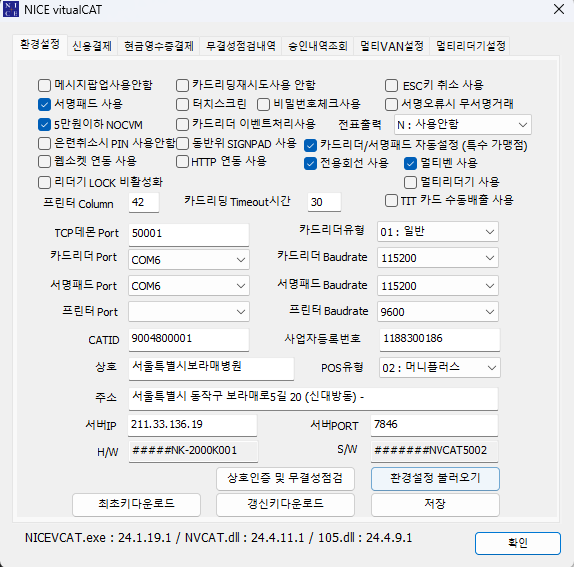 NICE NICE vitualCAT
환경설정 신용결제 현금영수증결제 무결성점검내역 승인내역조회 멀티VAN설정 멀티리더기설정
메시지팝업사용안함 카드리딩재시도사용 안함 ESC키 취소 사용
서명패드 사용 터치스크린 비밀번호체크사용 서명오류시 무서명거래
5만원이하 NOCVM 카드리더 이벤트처리사용 전표출력 N : 사용안함
은련취소시 PIN 사용안함 동반위 SIGNPAD 사용 카드리더/서명패드 자동설정 (특수 가맹점)
웹소켓 연동 사용 HTTP 연동 사용 전용회선 사용 멀티벤 사용
리더기 LOCK 비활성화 멀티리더기 사용
프린터 Column 42 카드리딩 Timeout시간 30 TIT 카드 수동배출 사용
TCP데몬 Port 50001 카드리더유형 01 : 일반
카드리더 Port COM6 카드리더 Baudrate 115200
서명패드 Port COM6 서명패드 Baudrate 115200
프린터 Port 프린터 Baudrate 9600
CATID 9004800001 사업자등록번호 1188300186
상호 서울특별시보라매병원 POS유형 02 : 머니플러스
주소 서울특별시 동작구 보라매로5길 20 (신대방동) -
서버IP 211.33.136.19 서버PORT 7846
H/W #####NK-2000K001 S/W #######NVCAT5002
상호인증 및 무결성점검 환경설정 불러오기
최초키다운로드 갱신키다운로드 저장
NICEVCAT.exe : 24.1.19.1 / NVCAT.dll : 24.4.11.1 / 105.dll : 24.4.9.1
확인